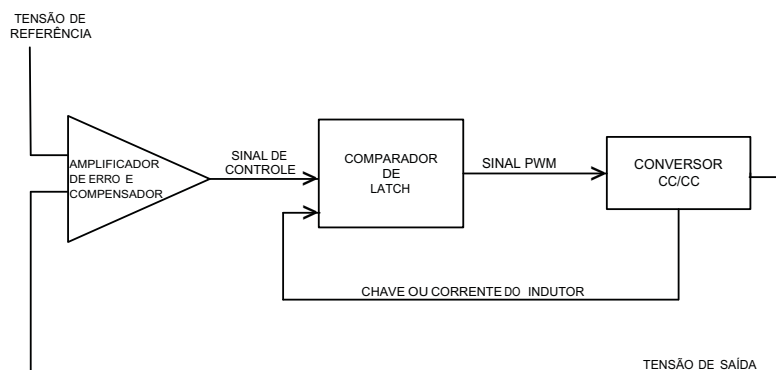 TENSÃO DE
REFERÊNCIA
AMPLIFICADOR
DE ERRO E
COMPENSADOR
SINAL DE
CONTROLE
COMPARADOR
DE
LATCH
SINAL PWM
CONVERSOR
CC/CC
CHAVE OU CORRENTE DO INDUTOR
TENSÃO DE SAÍDA